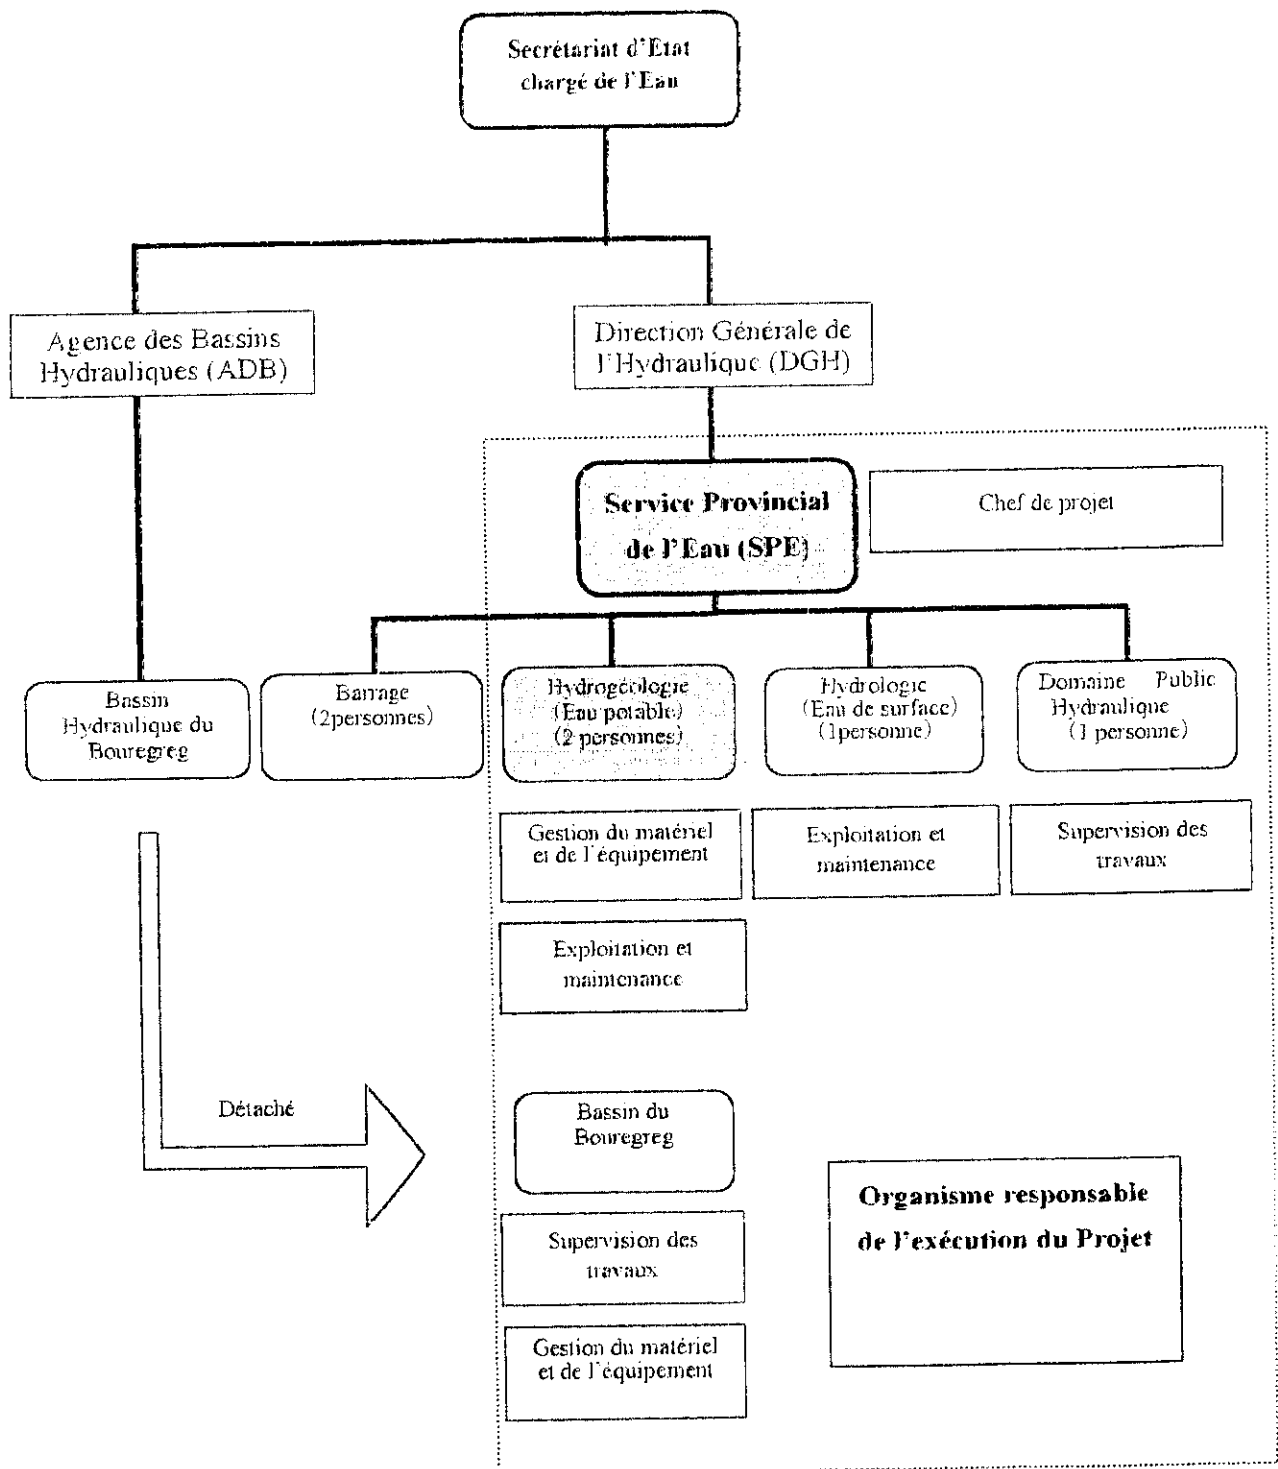 Secrétariat d'État
chargé de l'Eau
Agence des Bassins
Hydrauliques (ADB)
Direction Générale de
l'Hydraulique (DGH)
Service Provincial
de l'Eau (SPE)
Chef de projet
Bassin
Hydraulique du
Bouregreg
Barrage
(2personnes)
Hydrogéologie
(Eau potable)
(2 personnes)
Hydrologie
(Eau de surface)
(1personne)
Domaine Public
Hydraulique
(1 personne)
Gestion du matériel
et de l'équipement
Exploitation et
maintenance
Supervision des
travaux
Exploitation et
maintenance
Détaché
Bassin du
Bouregreg
Organisme responsable
de l'exécution du Projet
Supervision des
travaux
Gestion du matériel
et de l'équipement